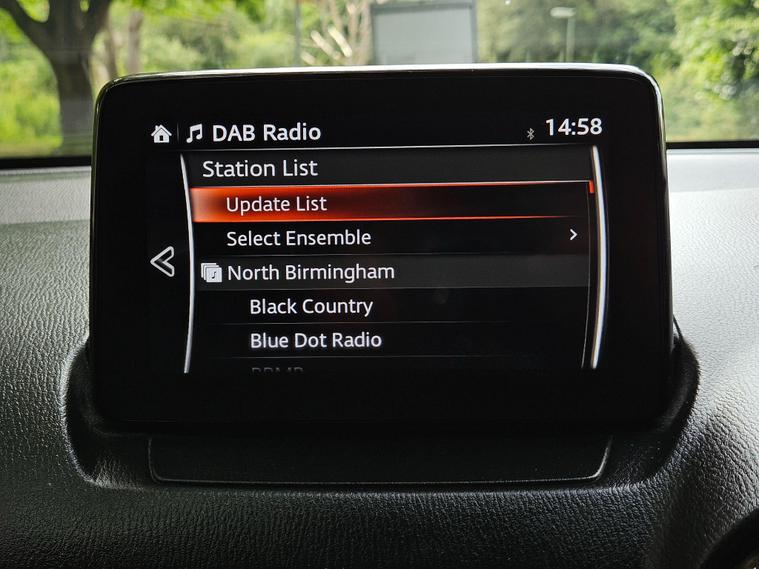 DAB Radio 14:58
Station List
Update List
Select Ensemble
North Birmingham
Black Country
Blue Dot Radio